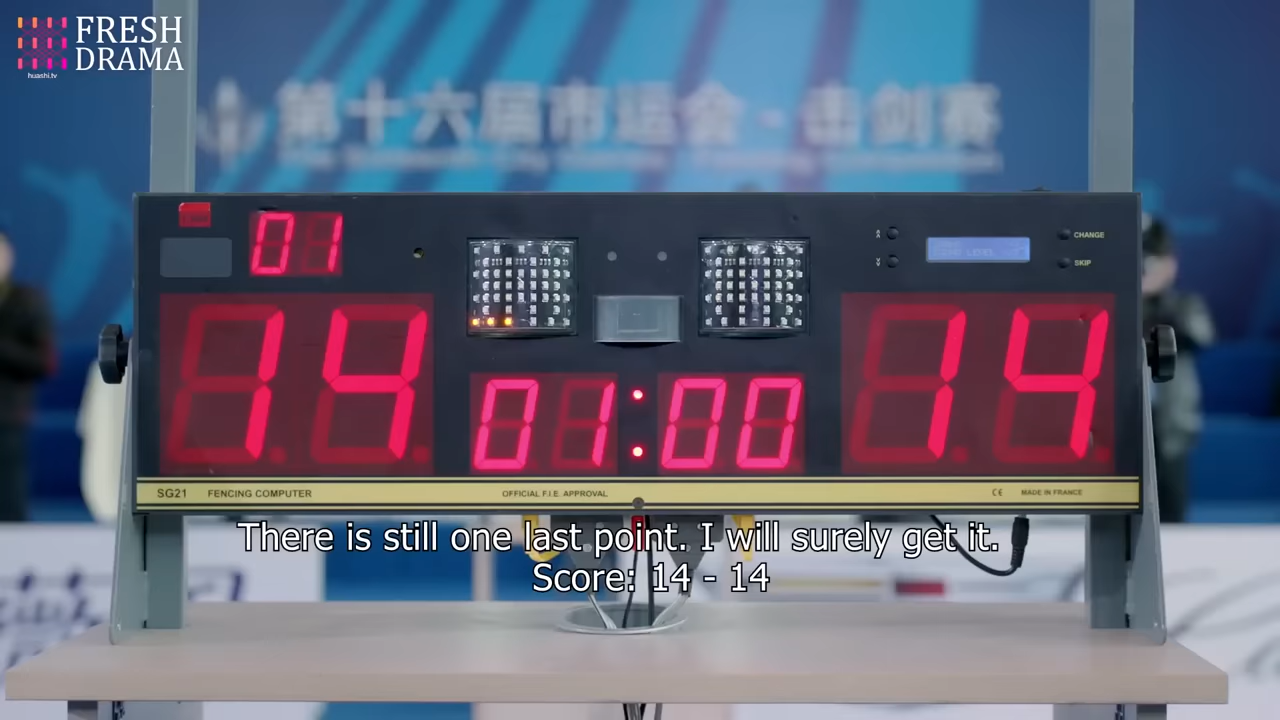 FRESH
DRAMA
huashi.tv
第十六届市运会 - 击剑赛
01
CHANGE
SKIP
14
14
01:00
SG21
FENCING COMPUTER
OFFICIAL F.I.E. APPROVAL
CE
MADE IN FRANCE
There is still one last point. I will surely get it.
Score: 14 - 14